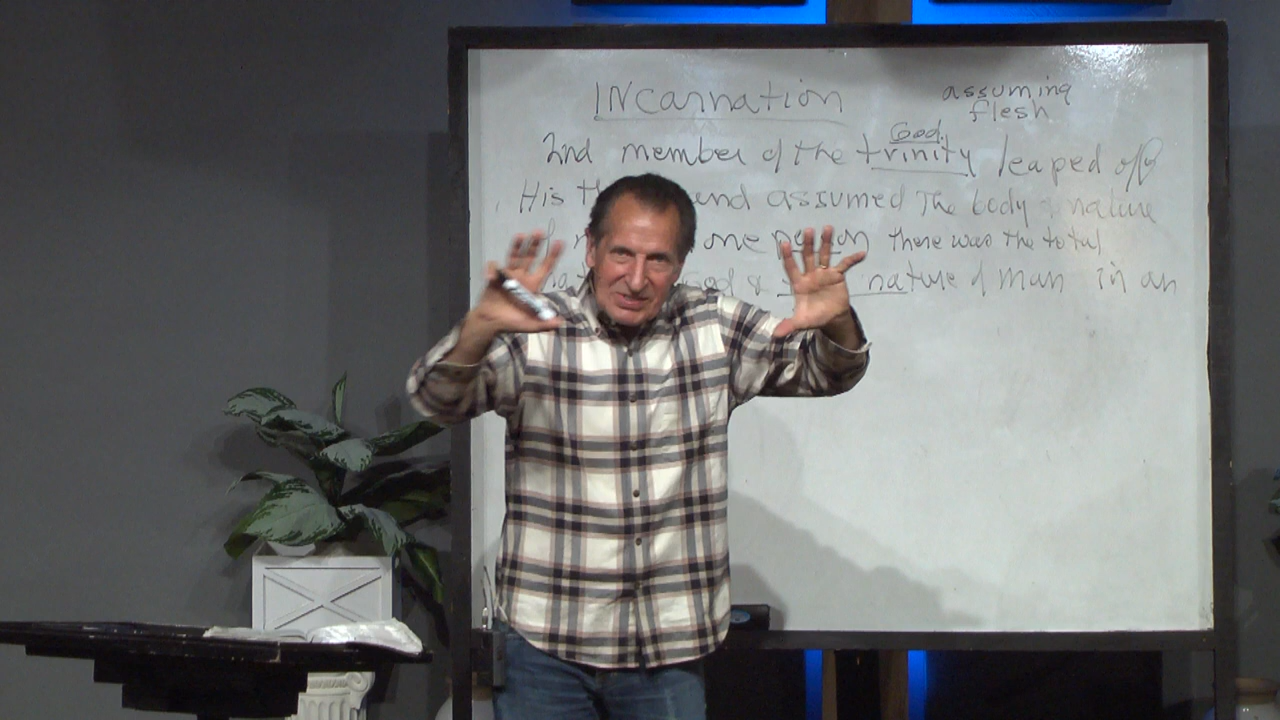 INcarnation
assuming
flesh
God
2nd member of the trinity leaped off
His and assumed The body & nature
one person there was the total
& nature of man in an